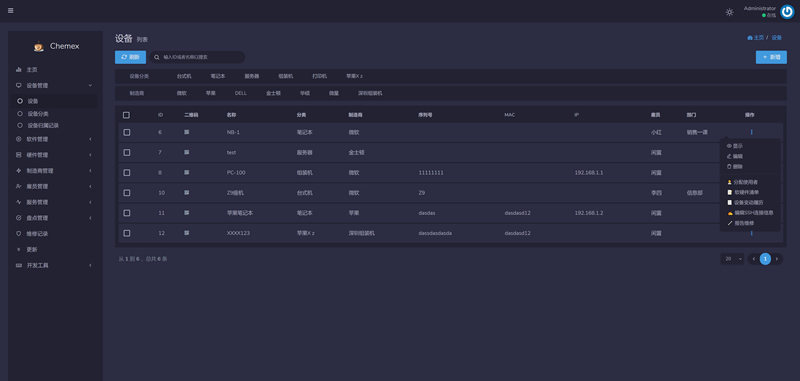 Administrator
在线
Chemex
主页
设备管理
设备
设备分类
设备归属记录
软件管理
硬件管理
制造商管理
雇员管理
服务管理
盘点管理
维修记录
更新
开发工具
设备 列表
主页 / 设备
刷新
输入ID或者名称以搜索
+ 新增
设备分类 台式机 笔记本 服务器 组装机 打印机 苹果X z
制造商 微软 苹果 DELL 金士顿 华硕 微星 深圳组装机
ID 二维码 名称 分类 制造商 序列号 MAC IP 雇员 部门 操作
6 NB-1 笔记本 微软 小红 销售一课
7 test 服务器 金士顿 闲置
8 PC-100 组装机 微软 11111111 192.168.1.1 闲置
10 Z9座机 台式机 微软 Z9 李四 信息部
11 苹果笔记本 笔记本 苹果 dasdas dasdasd12 192.168.1.2 闲置
12 XXXX123 苹果X z 深圳组装机 dasdasdasda dasdasd12 闲置
显示
编辑
删除
分配使用者
软硬件清单
设备变动履历
编辑SSH连接信息
报告维修
从 1 到 6 ，总共 6 条
20
‹ 1 ›